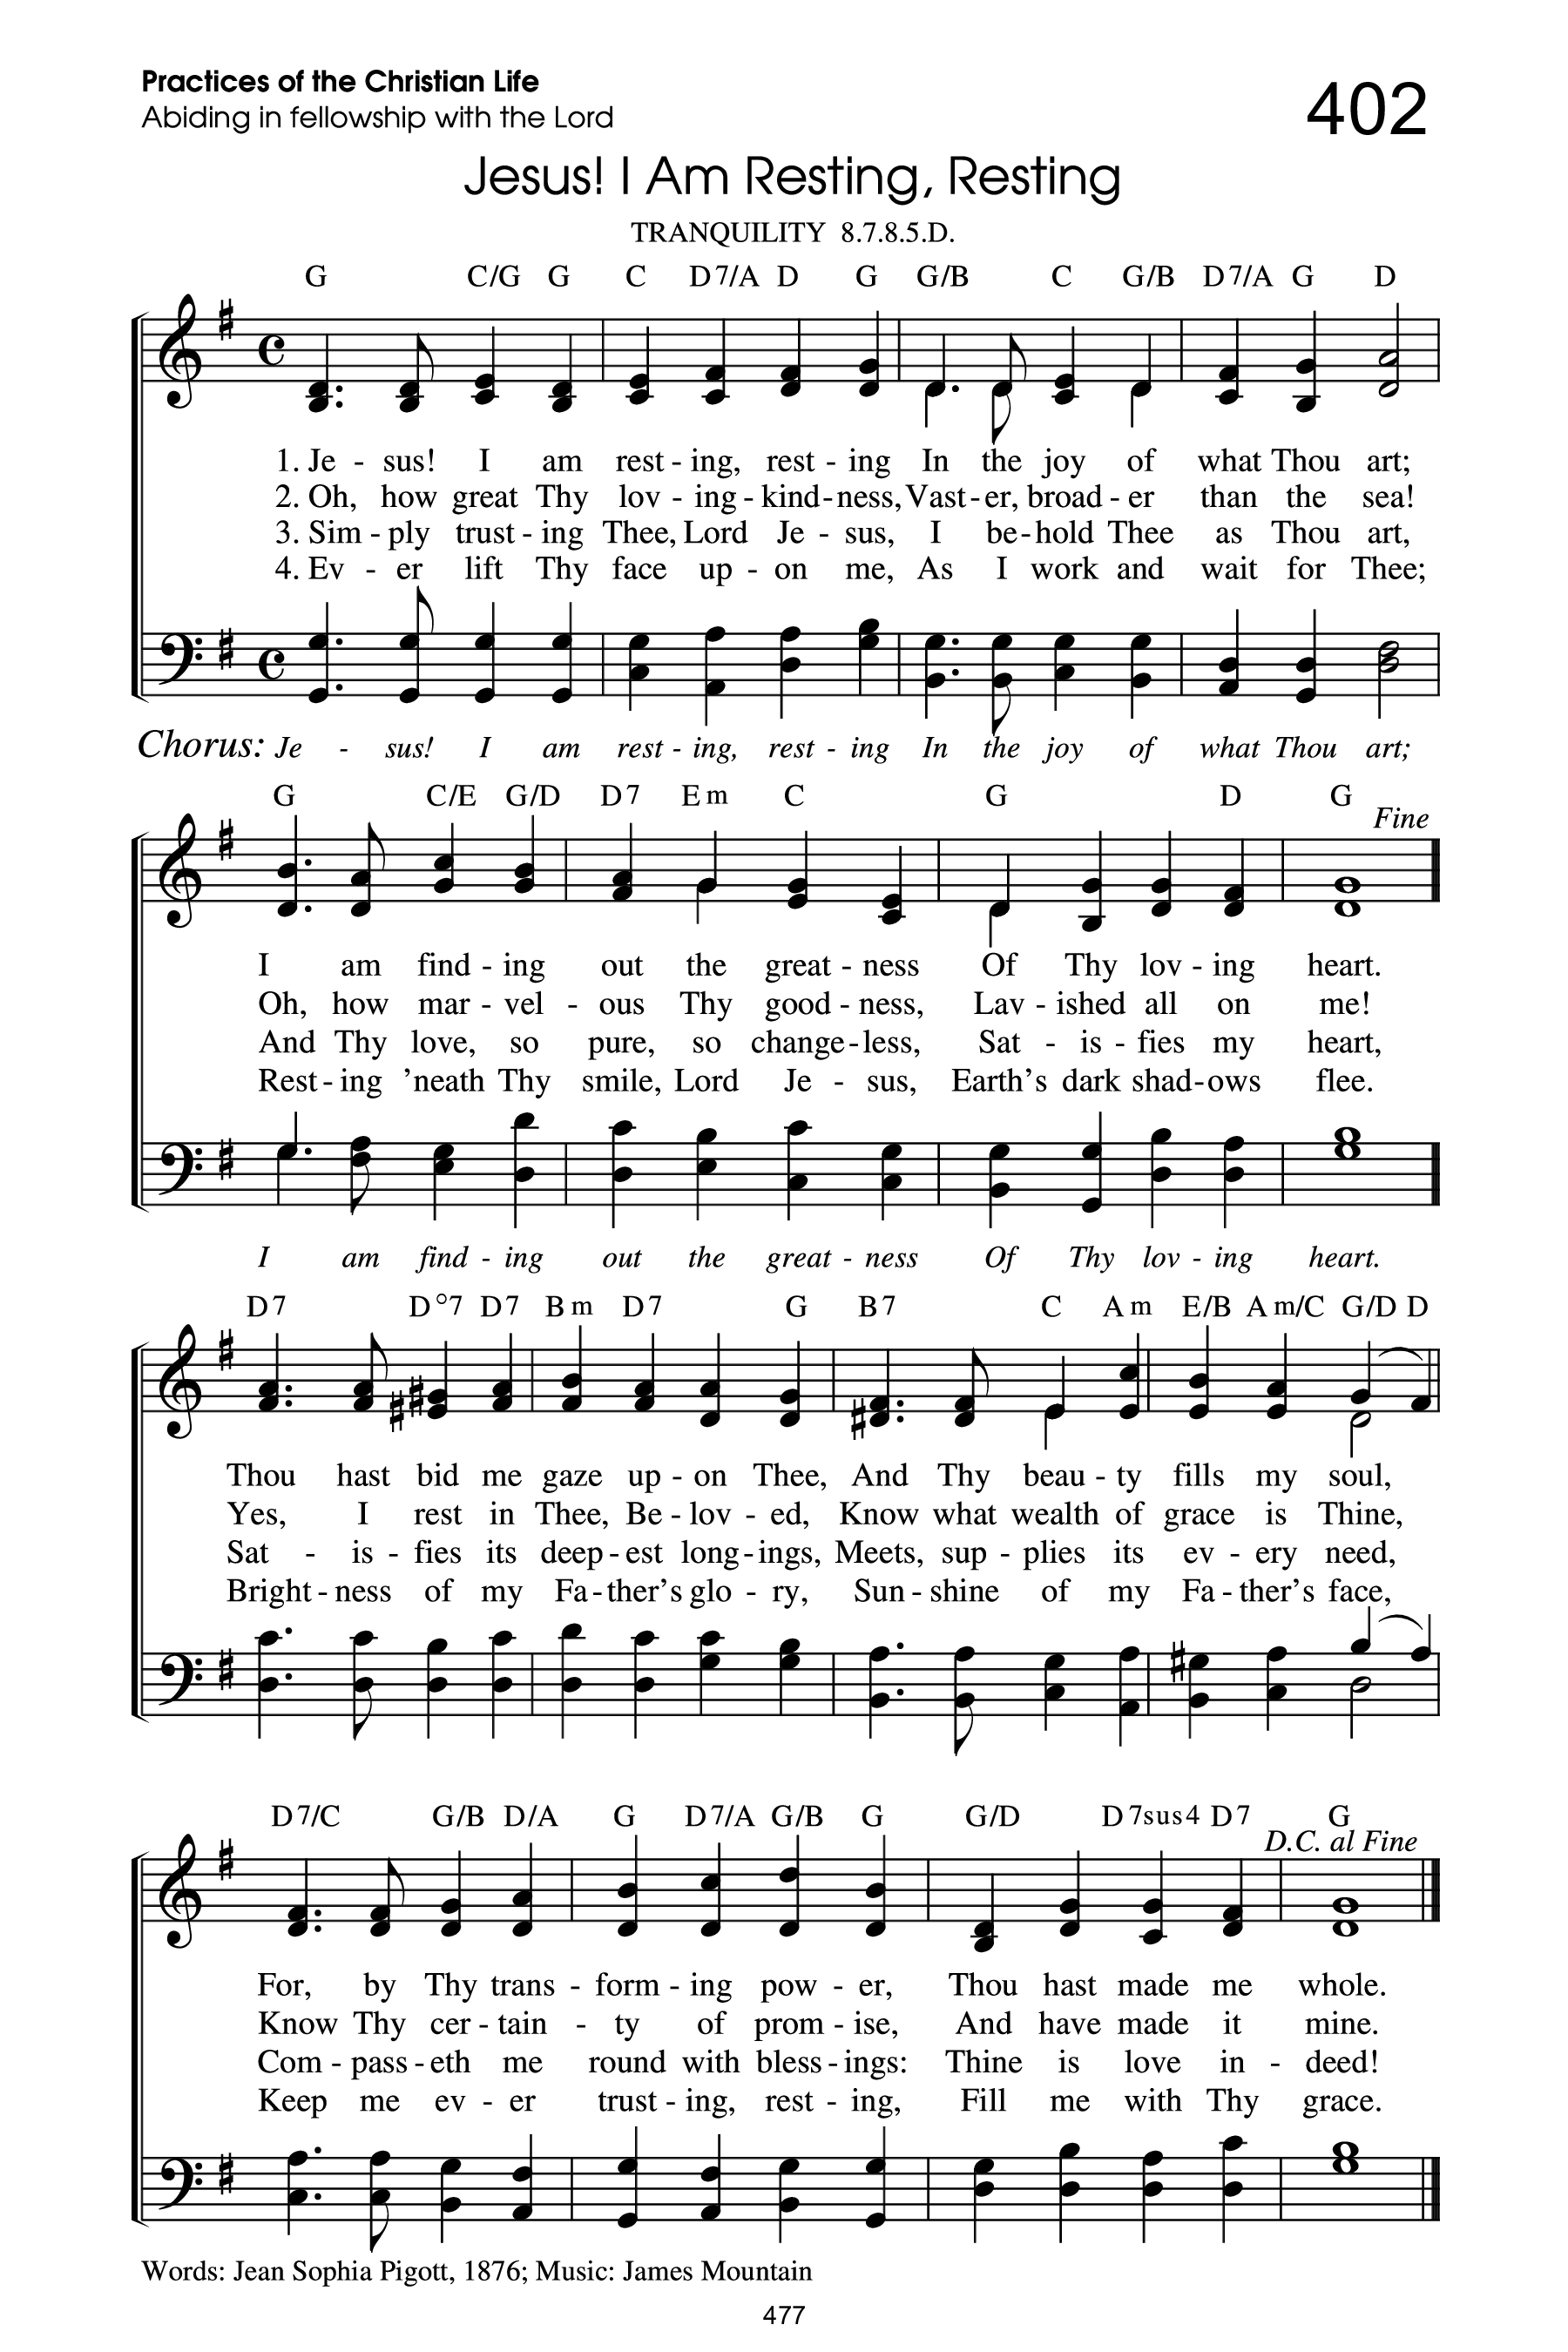 Practices of the Christian Life
402
Abiding in fellowship with the Lord
Jesus! I Am Resting, Resting
TRANQUILITY 8.7.8.5.D.
G C/G G C D7/A D G G/B C G/B D7/A G D
1. Je - sus! I am rest - ing, rest - ing In the joy of what Thou art;
2. Oh, how great Thy lov - ing - kind - ness, Vast - er, broad - er than the sea!
3. Sim - ply trust - ing Thee, Lord Je - sus, I be - hold Thee as Thou art,
4. Ev - er lift Thy face up - on me, As I work and wait for Thee;
Chorus: Je - sus! I am rest - ing, rest - ing In the joy of what Thou art;
G C/E G/D D7 Em C G D G
Fine
I am find - ing out the great - ness Of Thy lov - ing heart.
Oh, how mar - vel - ous Thy good - ness, Lav - ished all on me!
And Thy love, so pure, so change - less, Sat - is - fies my heart,
Rest - ing ’neath Thy smile, Lord Je - sus, Earth’s dark shad - ows flee.
I am find - ing out the great - ness Of Thy lov - ing heart.
D7 D°7 D7 Bm D7 G B7 C Am E/B Am/C G/D D
Thou hast bid me gaze up - on Thee, And Thy beau - ty fills my soul,
Yes, I rest in Thee, Be - lov - ed, Know what wealth of grace is Thine,
Sat - is - fies its deep - est long - ings, Meets, sup - plies its ev - ery need,
Bright - ness of my Fa - ther’s glo - ry, Sun - shine of my Fa - ther’s face,
D7/C G/B D/A G D7/A G/B G G/D D7sus4 D7 G
D.C. al Fine
For, by Thy trans - form - ing pow - er, Thou hast made me whole.
Know Thy cer - tain - ty of prom - ise, And have made it mine.
Com - pass - eth me round with bless - ings: Thine is love in - deed!
Keep me ev - er trust - ing, rest - ing, Fill me with Thy grace.
Words: Jean Sophia Pigott, 1876; Music: James Mountain
477